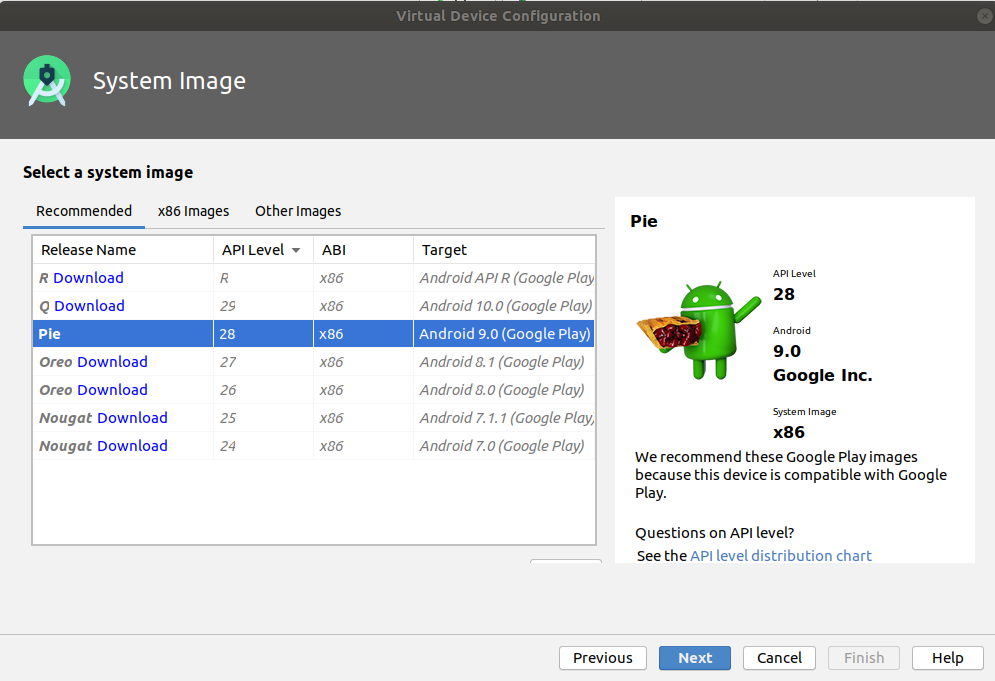 Virtual Device Configuration
System Image
Select a system image
Recommended x86 Images Other Images
Release Name API Level ABI Target
R Download R x86 Android API R (Google Play
Q Download 29 x86 Android 10.0 (Google Play)
Pie 28 x86 Android 9.0 (Google Play)
Oreo Download 27 x86 Android 8.1 (Google Play)
Oreo Download 26 x86 Android 8.0 (Google Play)
Nougat Download 25 x86 Android 7.1.1 (Google Play)
Nougat Download 24 x86 Android 7.0 (Google Play)
Pie
API Level
28
Android
9.0
Google Inc.
System Image
x86
We recommend these Google Play images
because this device is compatible with Google
Play.
Questions on API level?
See the API level distribution chart
Previous Next Cancel Finish Help